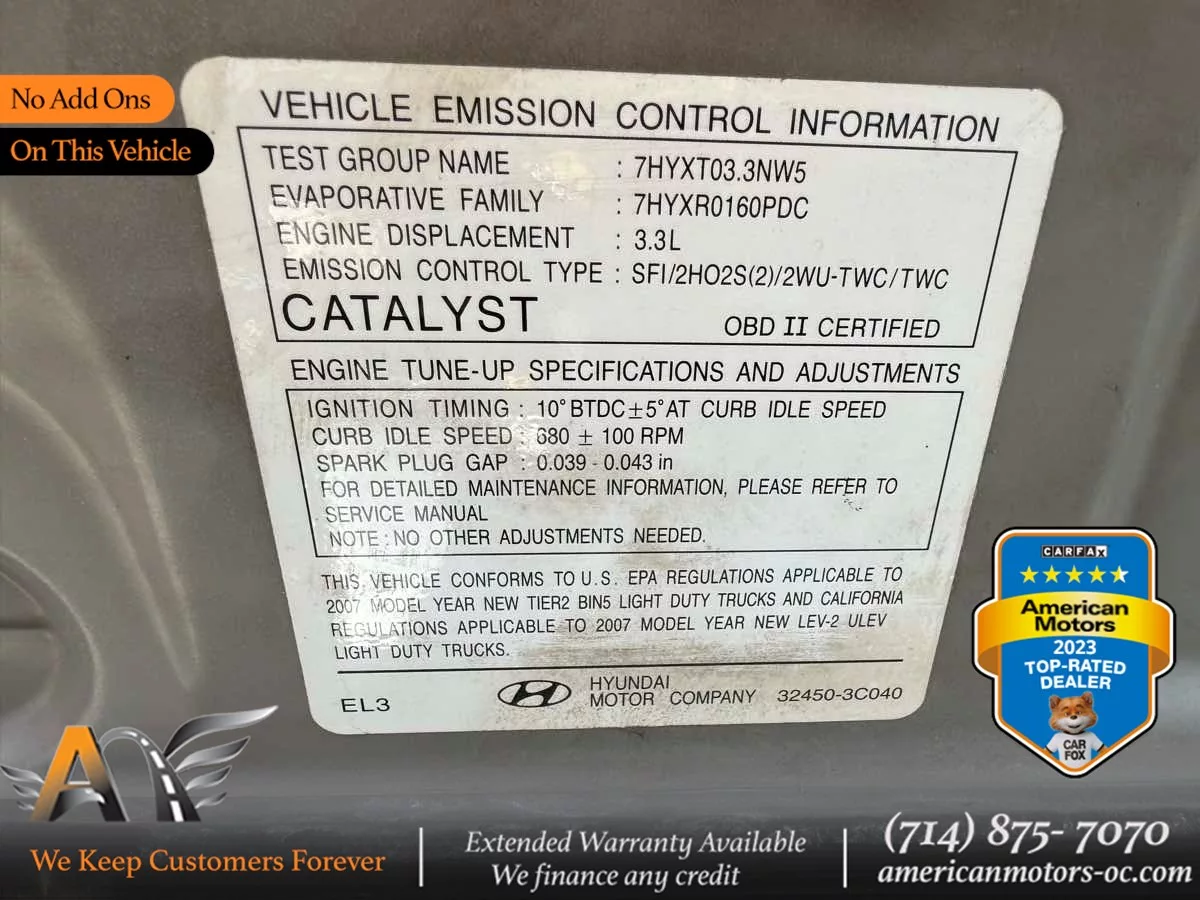 No Add Ons
On This Vehicle
VEHICLE EMISSION CONTROL INFORMATION
TEST GROUP NAME : 7HYXT03.3NW5
EVAPORATIVE FAMILY : 7HYXR0160PDC
ENGINE DISPLACEMENT : 3.3L
EMISSION CONTROL TYPE : SFI/2HO2S(2)/2WU-TWC/TWC
CATALYST OBD II CERTIFIED
ENGINE TUNE-UP SPECIFICATIONS AND ADJUSTMENTS
IGNITION TIMING : 10°BTDC±5°AT CURB IDLE SPEED
CURB IDLE SPEED : 680 ± 100 RPM
SPARK PLUG GAP : 0.039 - 0.043 in
FOR DETAILED MAINTENANCE INFORMATION, PLEASE REFER TO
SERVICE MANUAL
NOTE : NO OTHER ADJUSTMENTS NEEDED.
THIS VEHICLE CONFORMS TO U.S. EPA REGULATIONS APPLICABLE TO
2007 MODEL YEAR NEW TIER2 BIN5 LIGHT DUTY TRUCKS AND CALIFORNIA
REGULATIONS APPLICABLE TO 2007 MODEL YEAR NEW LEV-2 ULEV
LIGHT DUTY TRUCKS.
EL3 HYUNDAI
MOTOR COMPANY 32450-3C040
CARFAX
American
Motors
2023
TOP-RATED
DEALER
CAR
FOX
A
We Keep Customers Forever
Extended Warranty Available
We finance any credit
(714) 875- 7070
americanmotors-oc.com